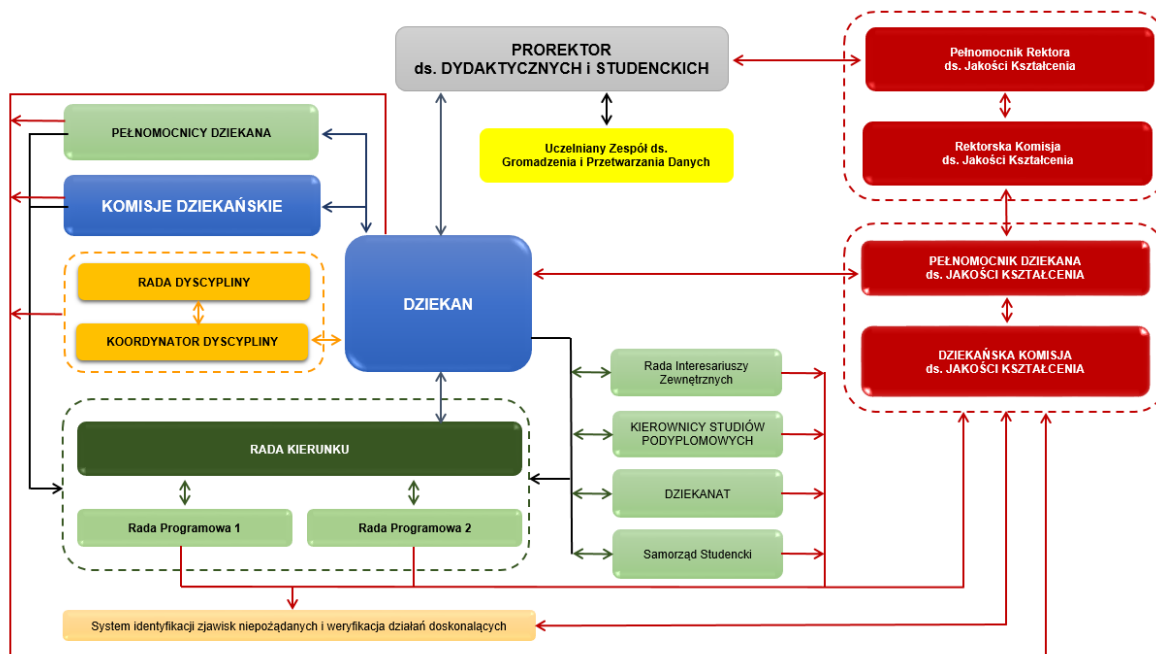 PROREKTOR
ds. DYDAKTYCZNYCH i STUDENCKICH
Pełnomocnik Rektora
ds. Jakości Kształcenia
PEŁNOMOCNICY DZIEKANA
Uczelniany Zespół ds.
Gromadzenia i Przetwarzania Danych
Rektorska Komisja
ds. Jakości Kształcenia
KOMISJE DZIEKAŃSKIE
RADA DYSCYPLINY
DZIEKAN
PEŁNOMOCNIK DZIEKANA
ds. JAKOŚCI KSZTAŁCENIA
KOORDYNATOR DYSCYPLINY
DZIEKAŃSKA KOMISJA
ds. JAKOŚCI KSZTAŁCENIA
Rada Interesariuszy
Zewnętrznych
KIEROWNICY STUDIÓW
PODYPLOMOWYCH
RADA KIERUNKU
DZIEKANAT
Rada Programowa 1
Rada Programowa 2
Samorząd Studencki
System identyfikacji zjawisk niepożądanych i weryfikacja działań doskonalących